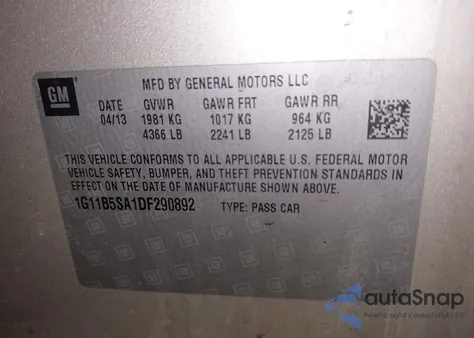 GM
MFD BY GENERAL MOTORS LLC
DATE GVWR GAWR FRT GAWR RR
04/13 1981 KG 1017 KG 964 KG
4366 LB 2241 LB 2125 LB
THIS VEHICLE CONFORMS TO ALL APPLICABLE U.S. FEDERAL MOTOR
VEHICLE SAFETY, BUMPER, AND THEFT PREVENTION STANDARDS IN
EFFECT ON THE DATE OF MANUFACTURE SHOWN ABOVE.
1G11B5SA1DF290892 TYPE: PASS CAR
autaSnap